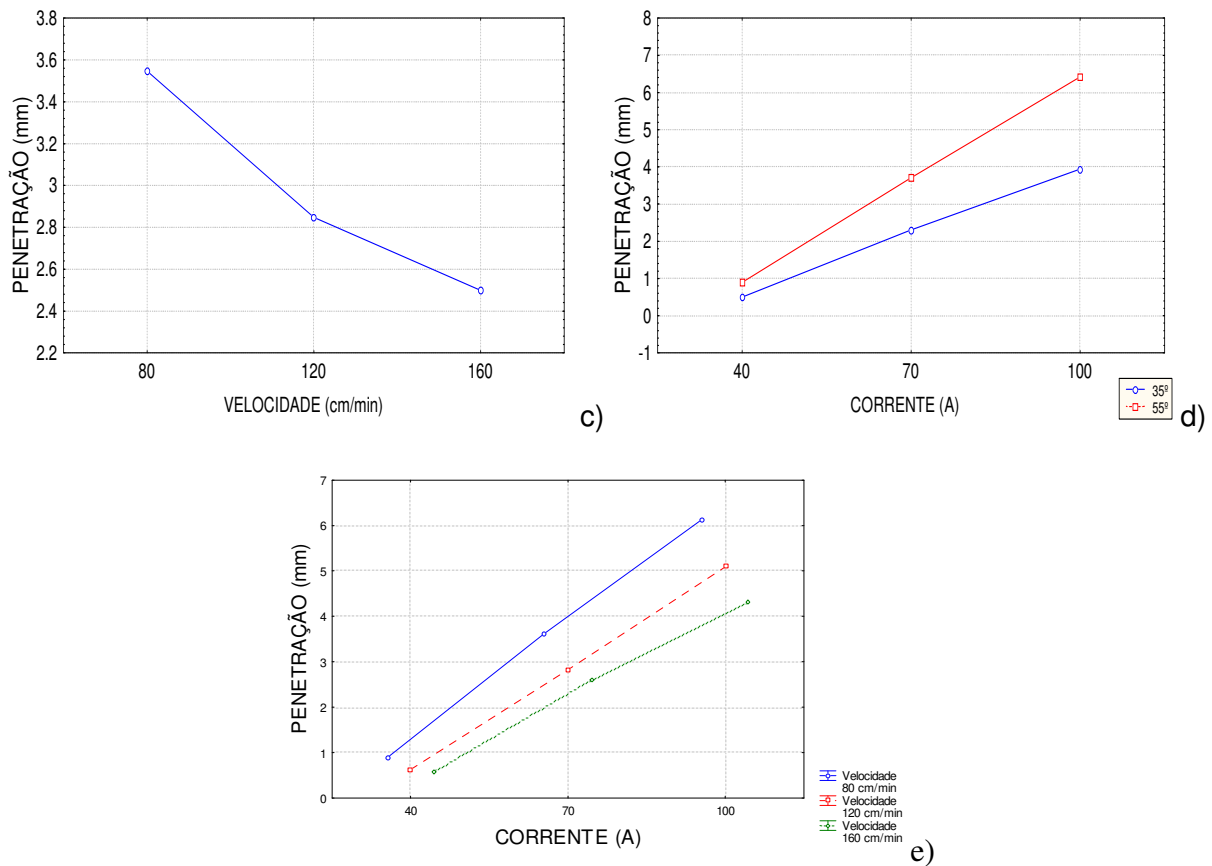 PENETRAÇÃO (mm)
3.8
3.6
3.4
3.2
3
2.8
2.6
2.4
2.2
80
120
160
VELOCIDADE (cm/min)
c)
PENETRAÇÃO (mm)
8
7
6
5
4
3
2
1
0
-1
40
70
100
CORRENTE (A)
35º
55º
d)
PENETRAÇÃO (mm)
7
6
5
4
3
2
1
0
40
70
100
CORRENTE (A)
Velocidade
80 cm/min
Velocidade
120 cm/min
Velocidade
160 cm/min
e)